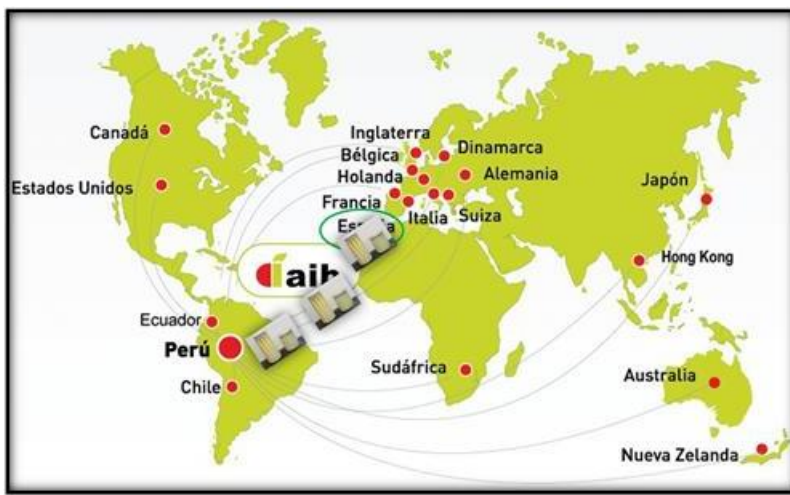 Canadá
Inglaterra
Dinamarca
Bélgica
Holanda
Alemania
Estados Unidos
Japón
Francia
Italia
Suiza
Hong Kong
aih
Ecuador
Perú
Sudáfrica
Australia
Chile
Nueva Zelanda